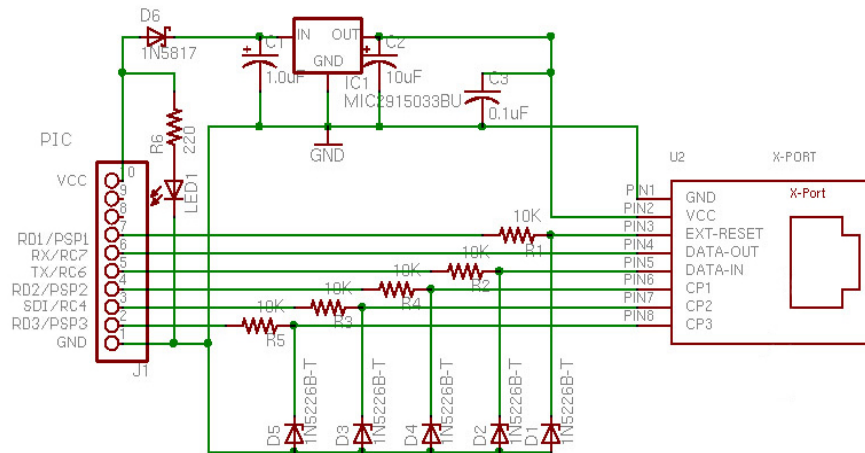 D6
1N5817
C1
1.0uF
IN OUT
GND
IC1
MIC2915033BU
C2
10uF
C3
0.1uF
GND
R6
220
LED1
PIC
VCC
10
9
8
7
6
5
4
3
2
1
RD1/PSP1
RX/RC7
TX/RC6
RD2/PSP2
SDI/RC4
RD3/PSP3
GND
J1
10K
R1
10K
R2
10K
R4
10K
R3
10K
R5
U2
X-PORT
X-Port
PIN1 GND
PIN2 VCC
PIN3 EXT-RESET
PIN4 DATA-OUT
PIN5 DATA-IN
PIN6 CP1
PIN7 CP2
PIN8 CP3
D5
1N5226B-T
D3
1N5226B-T
D4
1N5226B-T
D2
1N5226B-T
D1
1N5226B-T